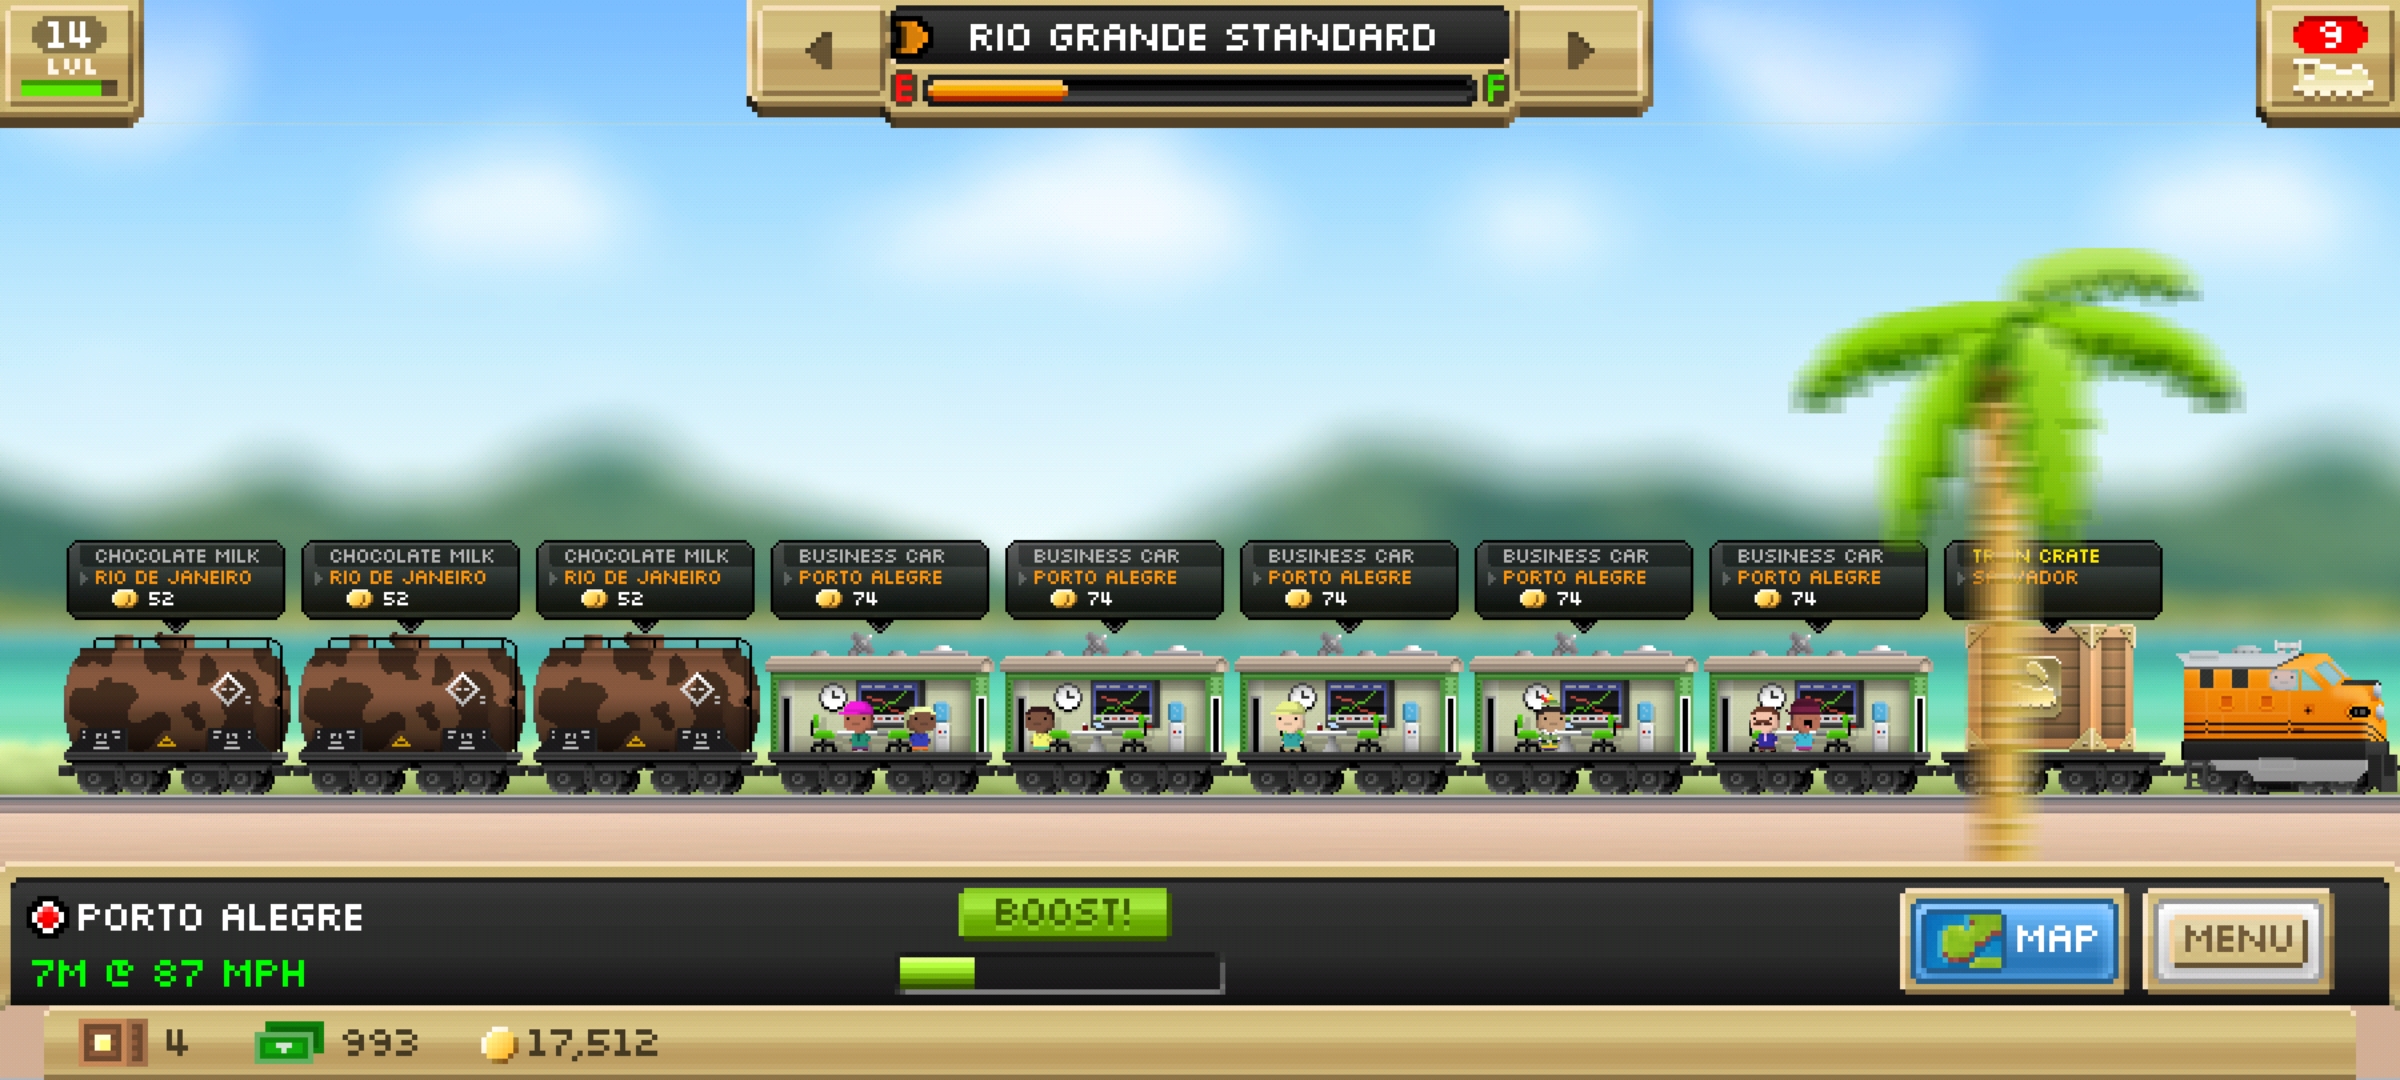 14
LVL
RIO GRANDE STANDARD
E F
9
CHOCOLATE MILK
RIO DE JANEIRO
52
CHOCOLATE MILK
RIO DE JANEIRO
52
CHOCOLATE MILK
RIO DE JANEIRO
52
BUSINESS CAR
PORTO ALEGRE
74
BUSINESS CAR
PORTO ALEGRE
74
BUSINESS CAR
PORTO ALEGRE
74
BUSINESS CAR
PORTO ALEGRE
74
BUSINESS CAR
PORTO ALEGRE
74
TRAIN CRATE
SALVADOR
PORTO ALEGRE
7M @ 87 MPH
BOOST!
MAP
MENU
4
993
17,512